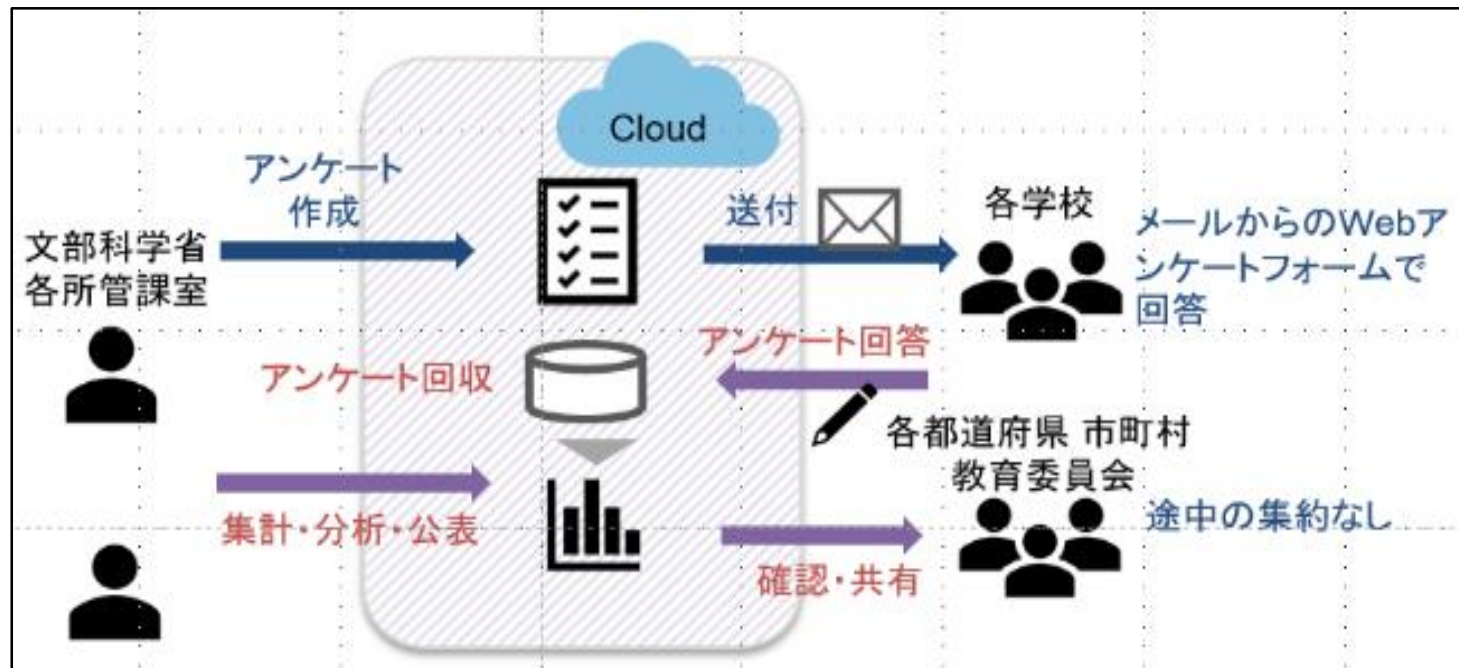 Cloud
アンケート
作成
文部科学省
各所管課室
送付
各学校
メールからのWebア
ンケートフォームで
回答
アンケート回収
アンケート回答
各都道府県 市町村
教育委員会
途中の集約なし
集計・分析・公表
確認・共有